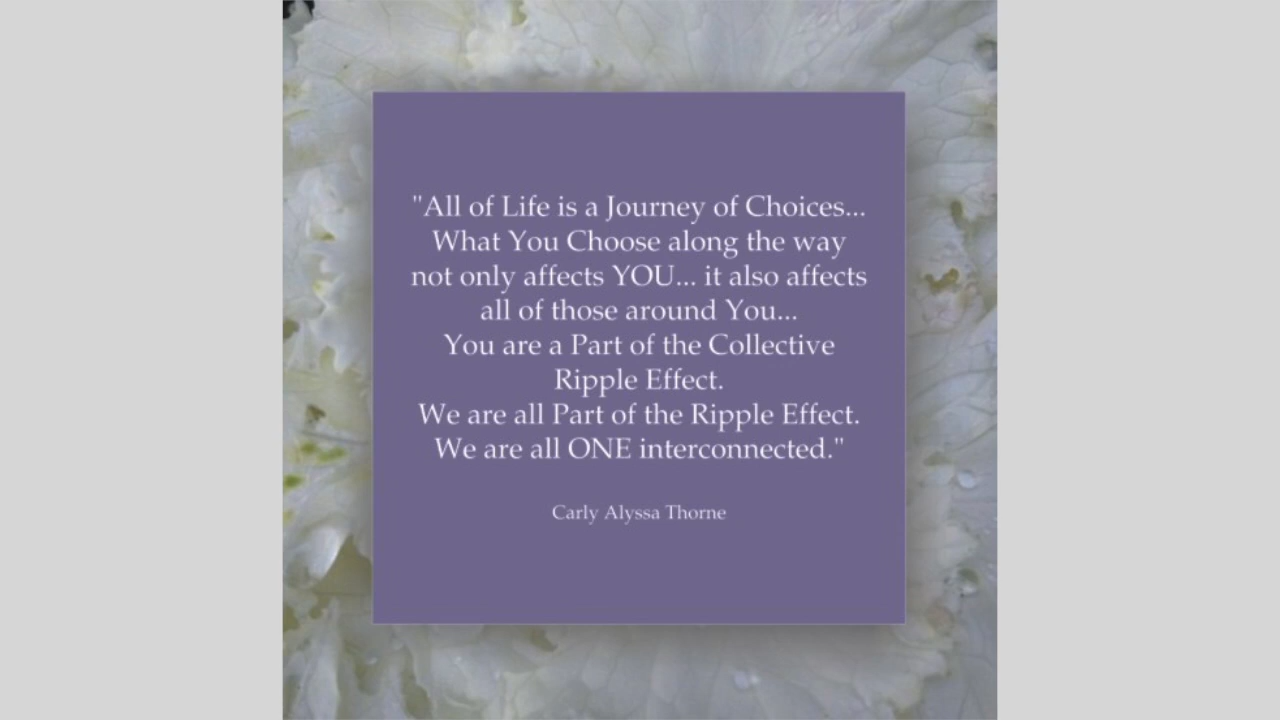 "All of Life is a Journey of Choices...
What You Choose along the way
not only affects YOU... it also affects
all of those around You...
You are a Part of the Collective
Ripple Effect.
We are all Part of the Ripple Effect.
We are all ONE interconnected."
Carly Alyssa Thorne